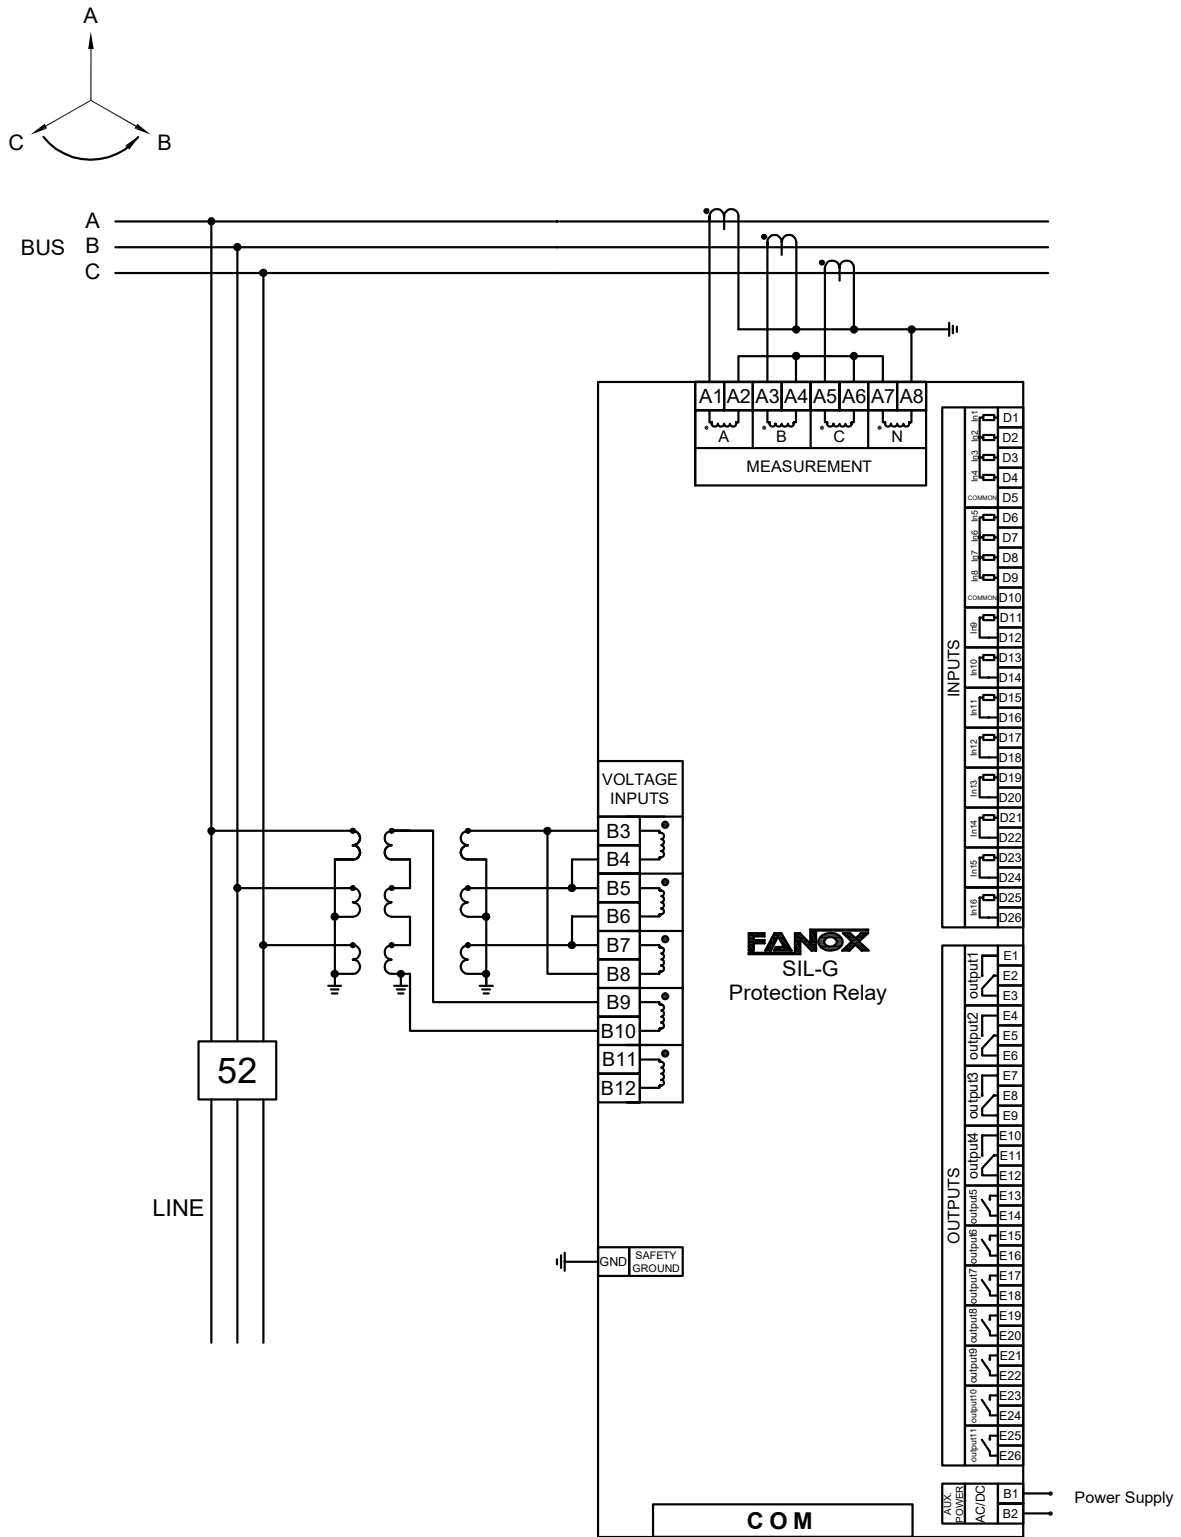 A
C
B
A
BUS B
C
A1 A2 A3 A4 A5 A6 A7 A8
A B C N
MEASUREMENT
INPUTS
In1 D1
In2 D2
In3 D3
In4 D4
COMMON D5
In5 D6
In6 D7
In7 D8
In8 D9
COMMON D10
In9 D11
D12
In10 D13
D14
In11 D15
D16
In12 D17
D18
In13 D19
D20
In14 D21
D22
In15 D23
D24
In16 D25
D26
VOLTAGE
INPUTS
B3
B4
B5
B6
B7
B8
B9
B10
B11
B12
FANOX
SIL-G
Protection Relay
52
LINE
GND SAFETY
GROUND
OUTPUTS
output1 E1
E2
E3
output2 E4
E5
E6
output3 E7
E8
E9
output4 E10
E11
E12
output5 E13
E14
output6 E15
E16
output7 E17
E18
output8 E19
E20
output9 E21
E22
output10 E23
E24
output11 E25
E26
AUX.
POWER
AC/DC
B1
B2
Power Supply
COM